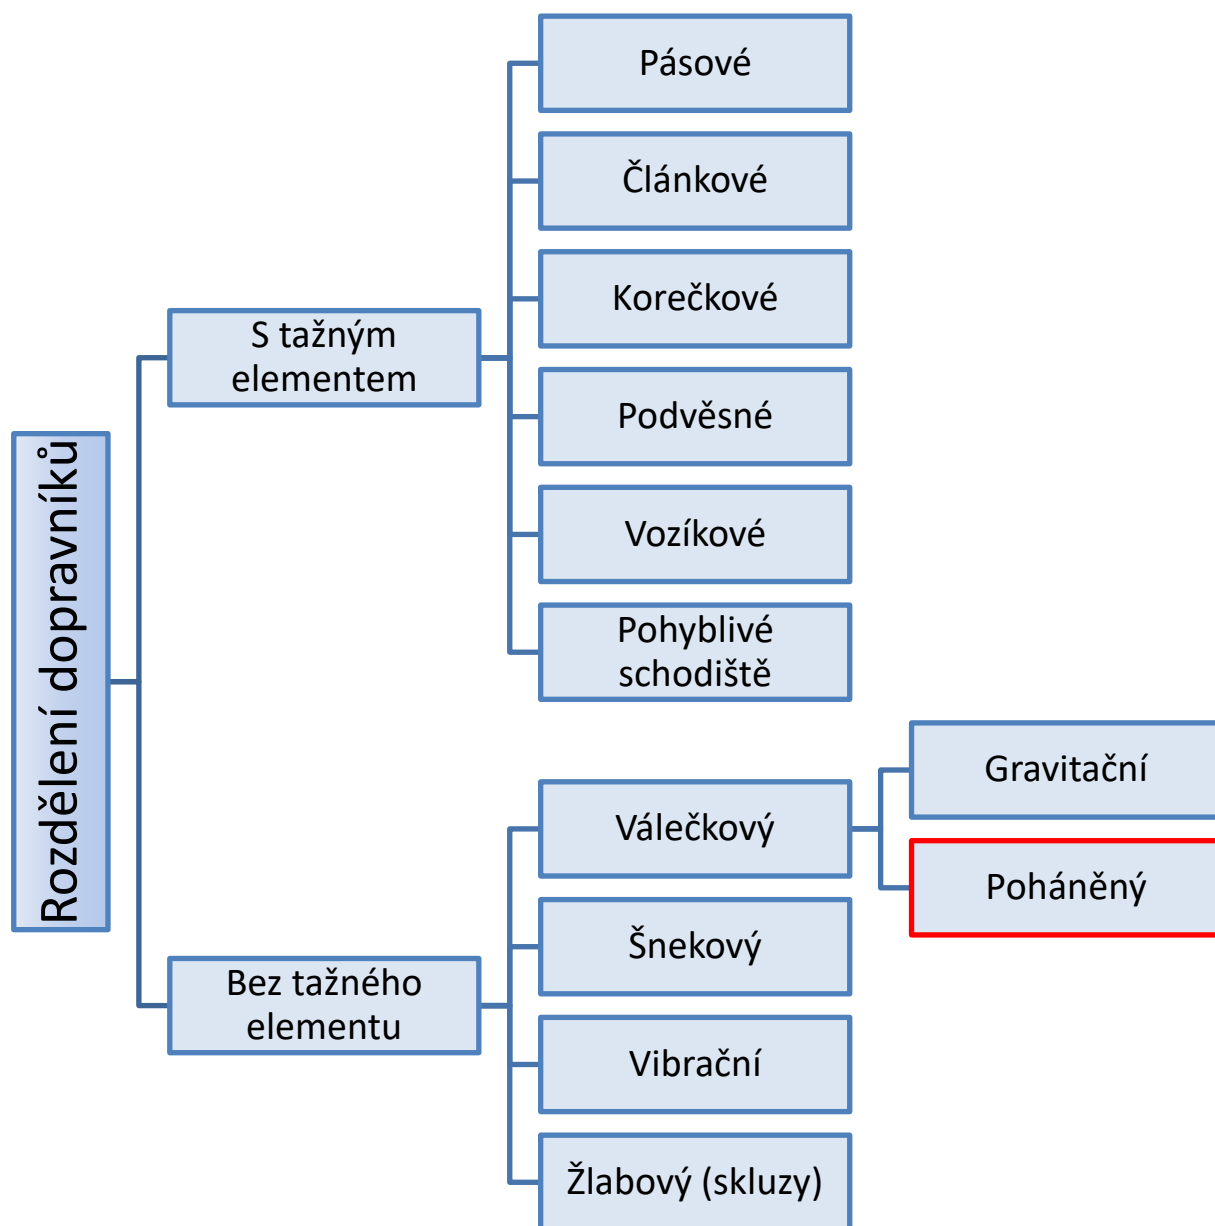 Rozdělení dopravníků
S tažným
elementem
Pásové
Článkové
Korečkové
Podvěsné
Vozíkové
Pohyblivé
schodiště
Bez tažného
elementu
Válečkový
Gravitační
Poháněný
Šnekový
Vibrační
Žlabový (skluzy)